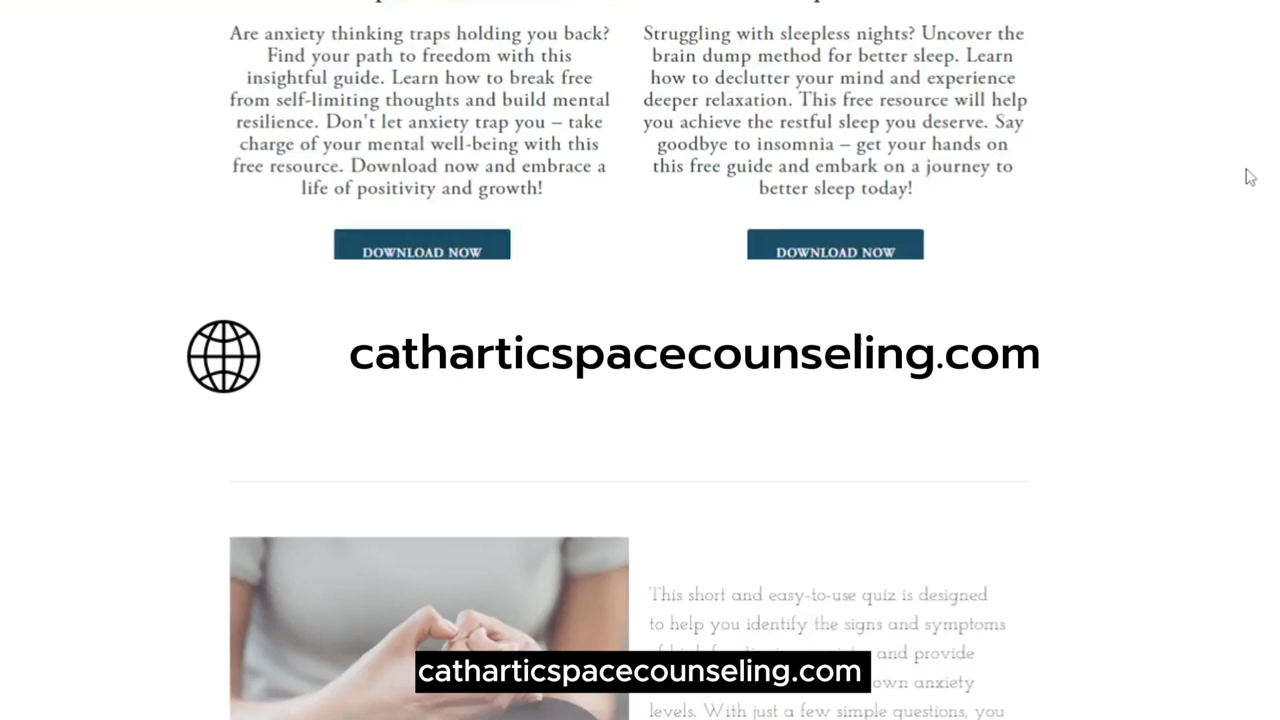 Are anxiety thinking traps holding you back?
Find your path to freedom with this
insightful guide. Learn how to break free
from self-limiting thoughts and build mental
resilience. Don't let anxiety trap you – take
charge of your mental well-being with this
free resource. Download now and embrace a
life of positivity and growth!
DOWNLOAD NOW
Struggling with sleepless nights? Uncover the
brain dump method for better sleep. Learn
how to declutter your mind and experience
deeper relaxation. This free resource will help
you achieve the restful sleep you deserve. Say
goodbye to insomnia – get your hands on
this free guide and embark on a journey to
better sleep today!
DOWNLOAD NOW
catharticspacecounseling.com
This short and easy-to-use quiz is designed
to help you identify the signs and symptoms
and provide
own anxiety
levels. With just a few simple questions, you
catharticspacecounseling.com